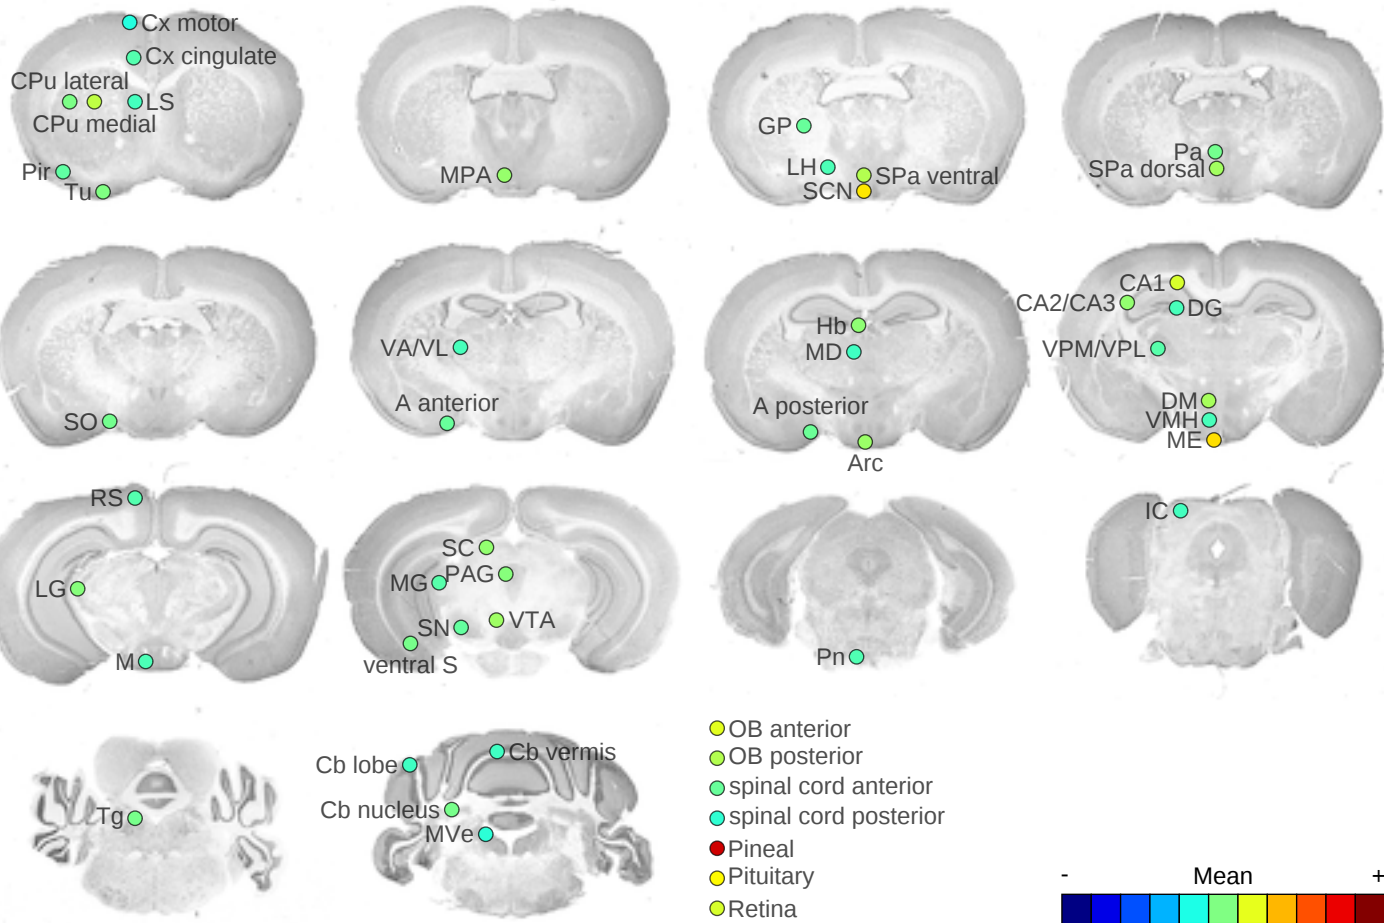 Cx motor
Cx cingulate
CPu lateral
LS
CPu medial
Pir
Tu
MPA
GP
LH
SPa ventral
SCN
Pa
SPa dorsal
SO
VA/VL
A anterior
Hb
MD
A posterior
Arc
CA1
CA2/CA3
DG
VPM/VPL
DM
VMH
ME
RS
LG
M
SC
MG
PAG
SN
VTA
ventral S
Pn
IC
Tg
Cb lobe
Cb vermis
Cb nucleus
MVe
OB anterior
OB posterior
spinal cord anterior
spinal cord posterior
Pineal
Pituitary
Retina
- Mean +